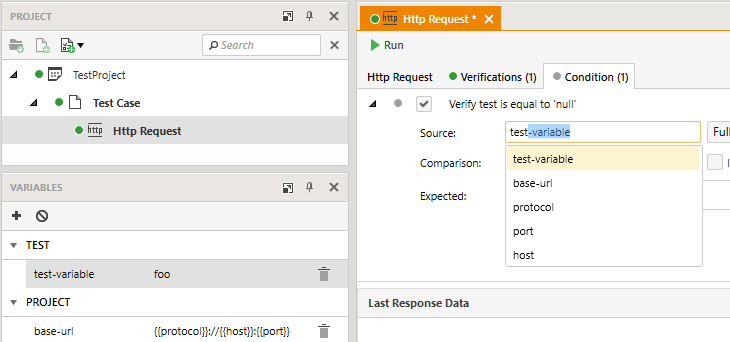 PROJECT
Search
TestProject
Test Case
http Http Request
VARIABLES
TEST
test-variable foo
PROJECT
base-url {{protocol}}://{{host}}:{{port}}
http Http Request *
Run
Http Request Verifications (1) Condition (1)
Verify test is equal to 'null'
Source: test-variable Full
Comparison:
Expected:
test-variable
base-url
protocol
port
host
Last Response Data